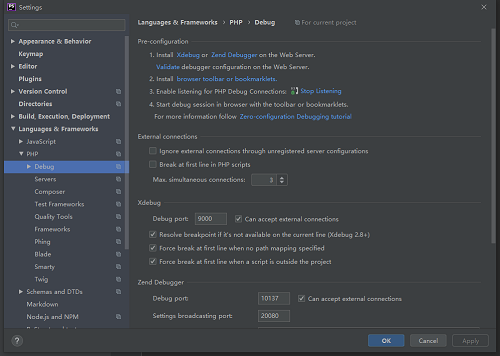 PS Settings
Appearance & Behavior
Keymap
Editor
Plugins
Version Control
Directories
Build, Execution, Deployment
Languages & Frameworks
JavaScript
PHP
Debug
Servers
Composer
Test Frameworks
Quality Tools
Frameworks
Phing
Blade
Smarty
Twig
Schemas and DTDs
Markdown
Node.js and NPM
Languages & Frameworks › PHP › Debug For current project
Pre-configuration
1. Install Xdebug or Zend Debugger on the Web Server.
Validate debugger configuration on the Web Server.
2. Install browser toolbar or bookmarklets.
3. Enable listening for PHP Debug Connections: Stop Listening
4. Start debug session in browser with the toolbar or bookmarklets.
For more information follow Zero-configuration Debugging tutorial
External connections
Ignore external connections through unregistered server configurations
Break at first line in PHP scripts
Max. simultaneous connections: 3
Xdebug
Debug port: 9000 Can accept external connections
Resolve breakpoint if it's not available on the current line (Xdebug 2.8+)
Force break at first line when no path mapping specified
Force break at first line when a script is outside the project
Zend Debugger
Debug port: 10137 Can accept external connections
Settings broadcasting port: 20080
OK Cancel Apply